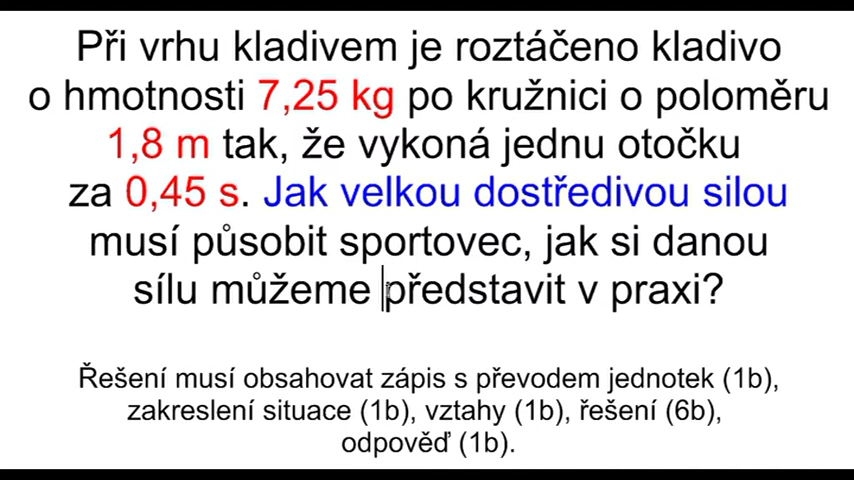 Při vrhu kladivem je roztáčeno kladivo
o hmotnosti 7,25 kg po kružnici o poloměru
1,8 m tak, že vykoná jednu otočku
za 0,45 s. Jak velkou dostředivou silou
musí působit sportovec, jak si danou
sílu můžeme představit v praxi?
Řešení musí obsahovat zápis s převodem jednotek (1b),
zakreslení situace (1b), vztahy (1b), řešení (6b),
odpověď (1b).